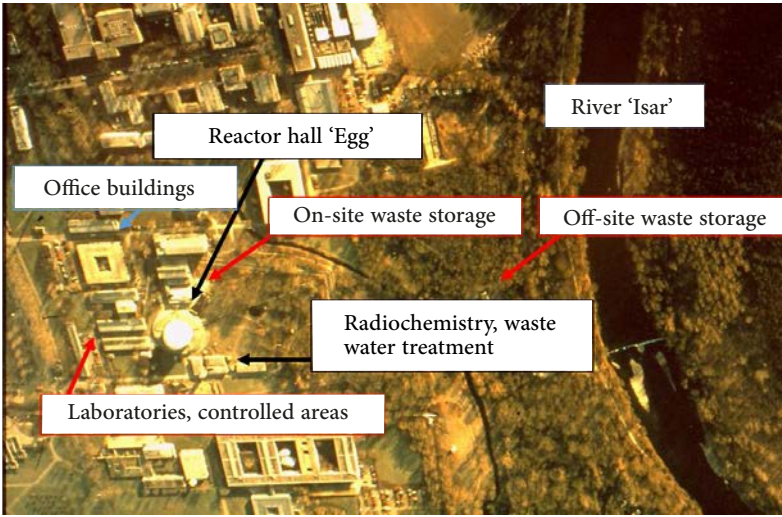 River ‘Isar’
Reactor hall ‘Egg’
Office buildings
On-site waste storage
Off-site waste storage
Radiochemistry, waste
water treatment
Laboratories, controlled areas